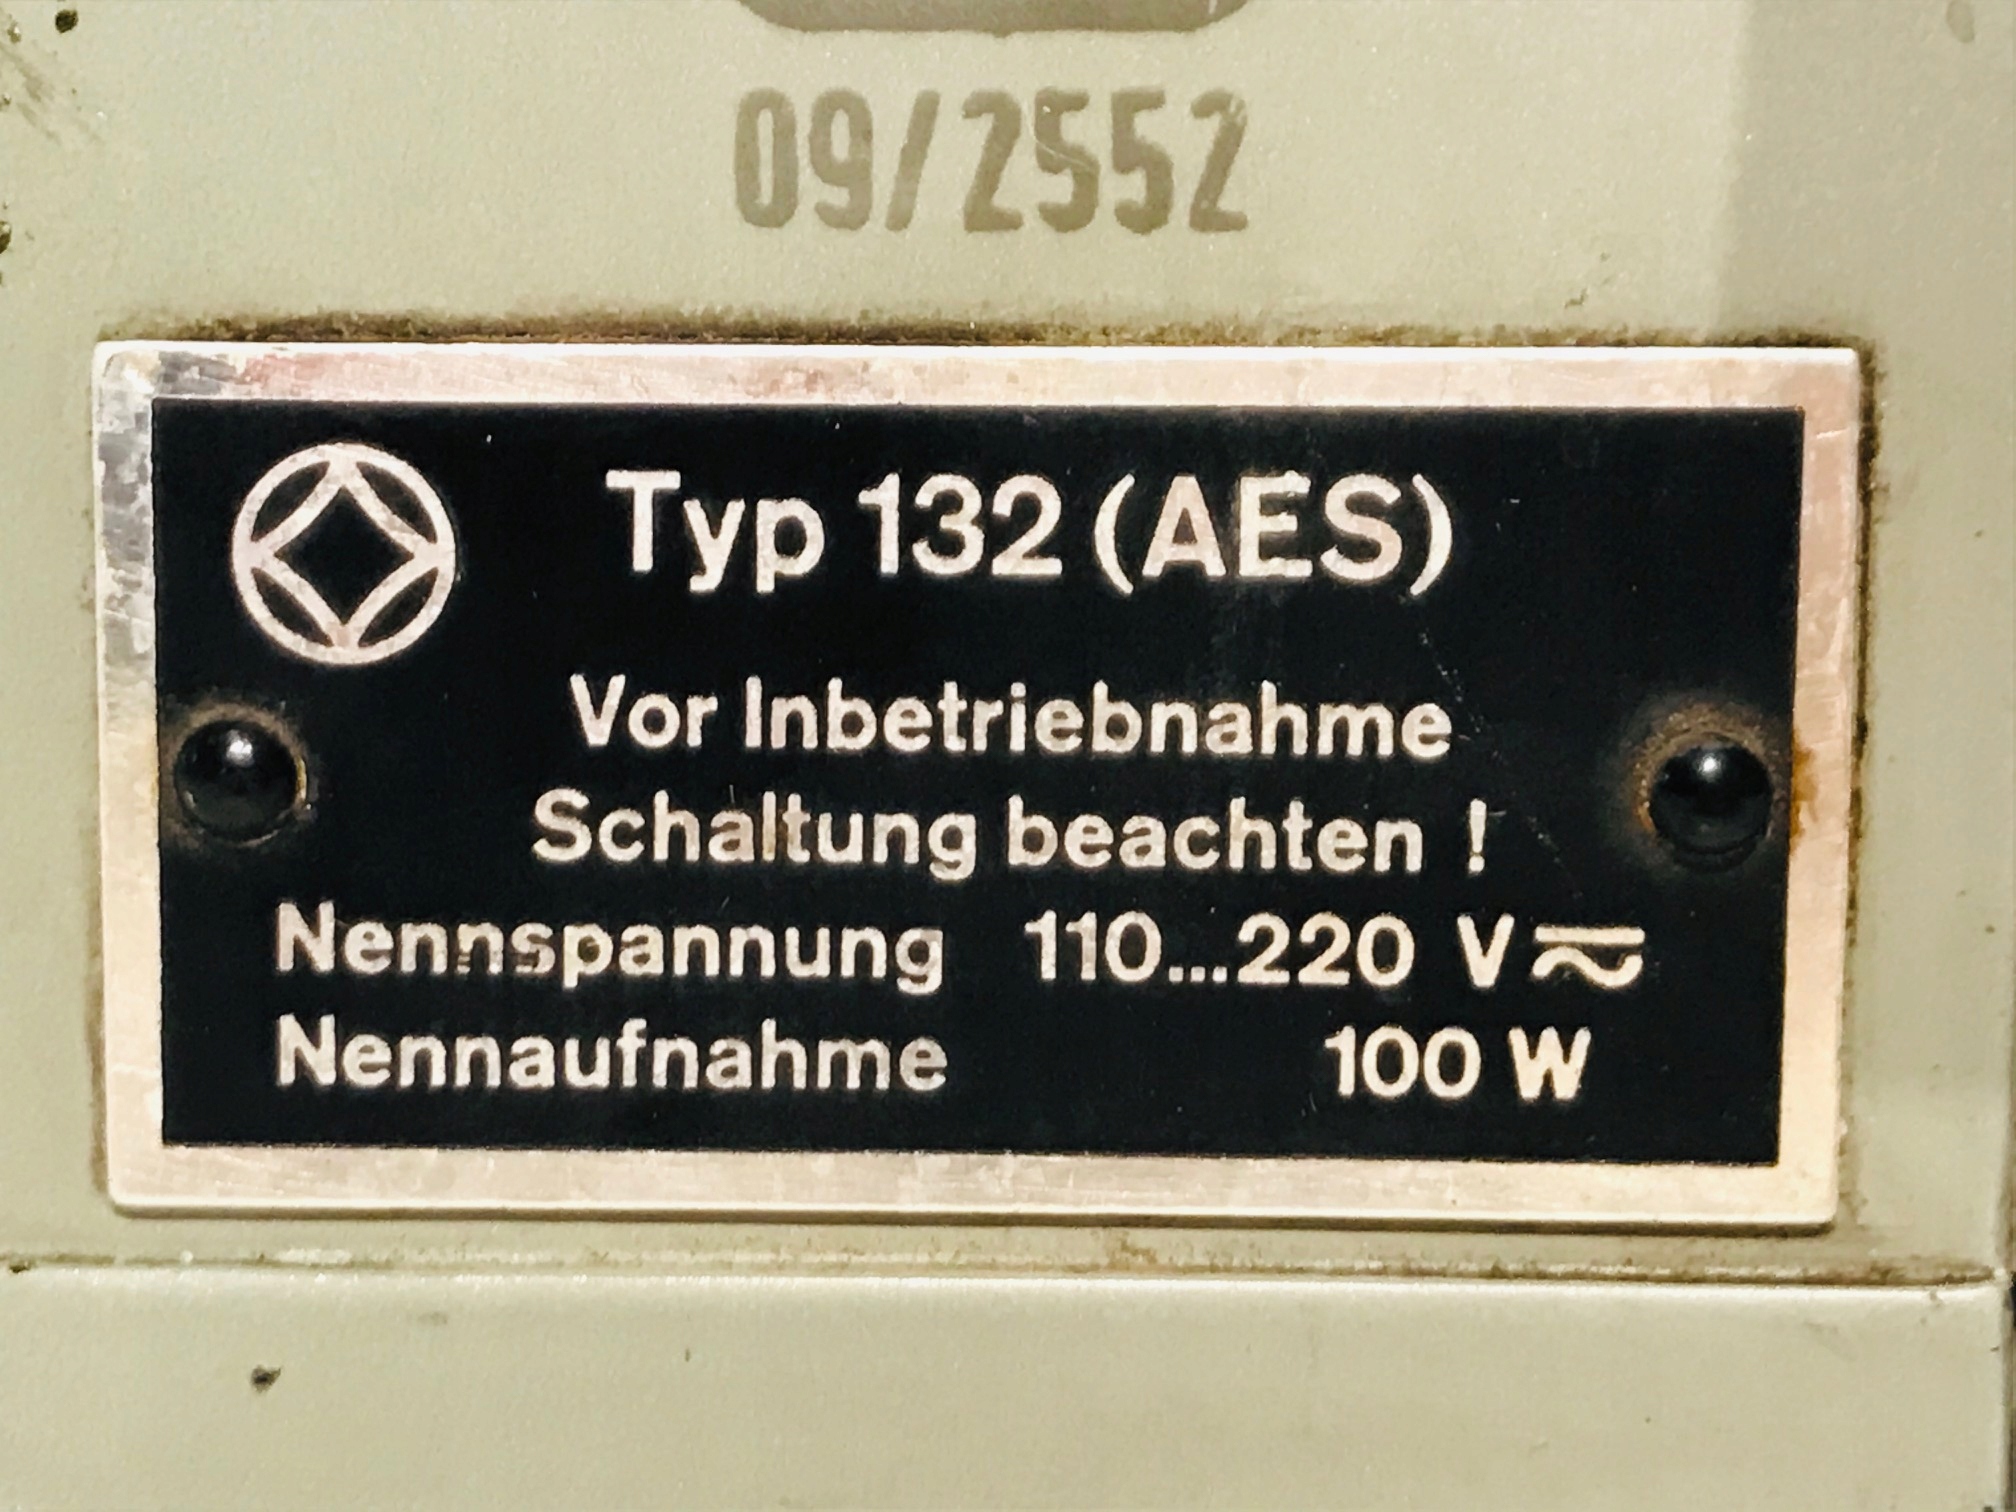 09/2552
Typ 132 (AES)
Vor Inbetriebnahme
Schaltung beachten !
Nennspannung 110...220 V⎓~
Nennaufnahme 100 W